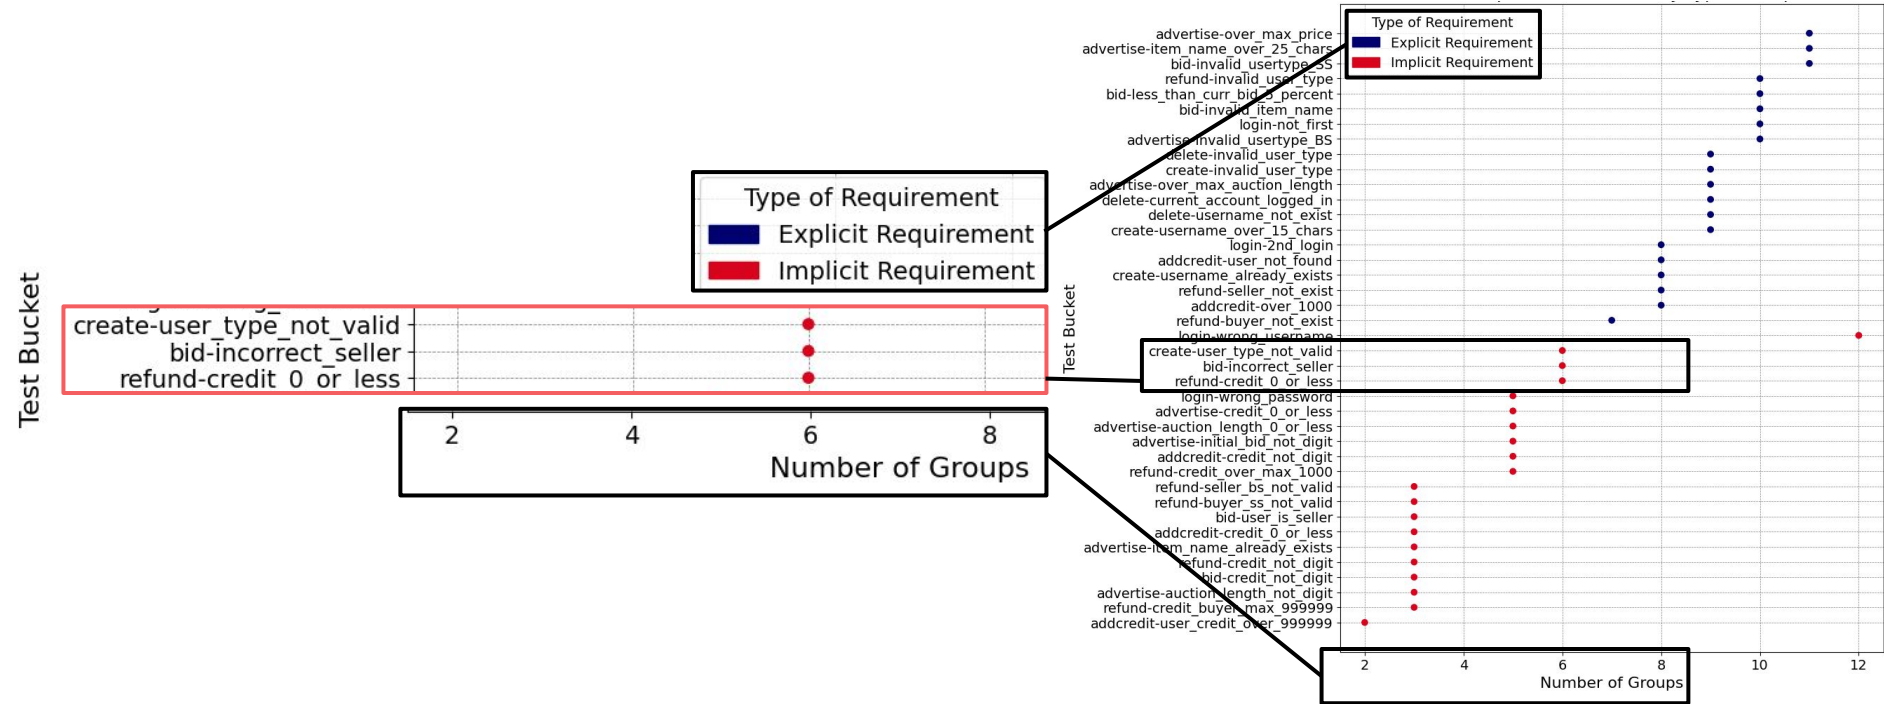 Type of Requirement
Explicit Requirement
Implicit Requirement
Test Bucket
create-user_type_not_valid
bid-incorrect_seller
refund-credit_0_or_less
2 4 6 8
Number of Groups
Type of Requirement
Explicit Requirement
Implicit Requirement
Test Bucket
advertise-over_max_price
advertise-item_name_over_25_chars
bid-invalid_usertype_SS
refund-invalid_user_type
bid-less_than_curr_bid_5_percent
bid-invalid_item_name
login-not_first
advertise-invalid_usertype_BS
delete-invalid_user_type
create-invalid_user_type
advertise-over_max_auction_length
delete-current_account_logged_in
delete-username_not_exist
create-username_over_15_chars
login-2nd_login
addcredit-user_not_found
create-username_already_exists
refund-seller_not_exist
addcredit-over_1000
refund-buyer_not_exist
login-wrong_username
create-user_type_not_valid
bid-incorrect_seller
refund-credit_0_or_less
login-wrong_password
advertise-credit_0_or_less
advertise-auction_length_0_or_less
advertise-initial_bid_not_digit
addcredit-credit_not_digit
refund-credit_over_max_1000
refund-seller_bs_not_valid
refund-buyer_ss_not_valid
bid-user_is_seller
addcredit-credit_0_or_less
advertise-item_name_already_exists
refund-credit_not_digit
bid-credit_not_digit
advertise-auction_length_not_digit
refund-credit_buyer_max_999999
addcredit-user_credit_over_999999
2 4 6 8 10 12
Number of Groups